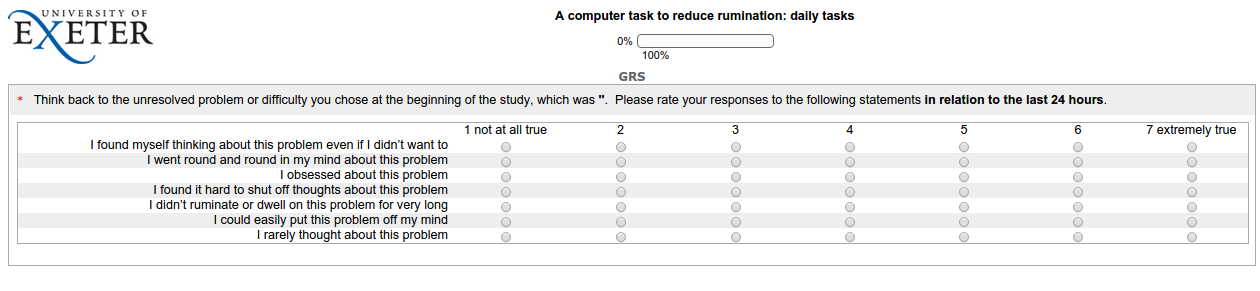 UNIVERSITY OF
EXETER
A computer task to reduce rumination: daily tasks
0%
100%
GRS
* Think back to the unresolved problem or difficulty you chose at the beginning of the study, which was ''. Please rate your responses to the following statements in relation to the last 24 hours.
1 not at all true 2 3 4 5 6 7 extremely true
I found myself thinking about this problem even if I didn't want to
I went round and round in my mind about this problem
I obsessed about this problem
I found it hard to shut off thoughts about this problem
I didn't ruminate or dwell on this problem for very long
I could easily put this problem off my mind
I rarely thought about this problem